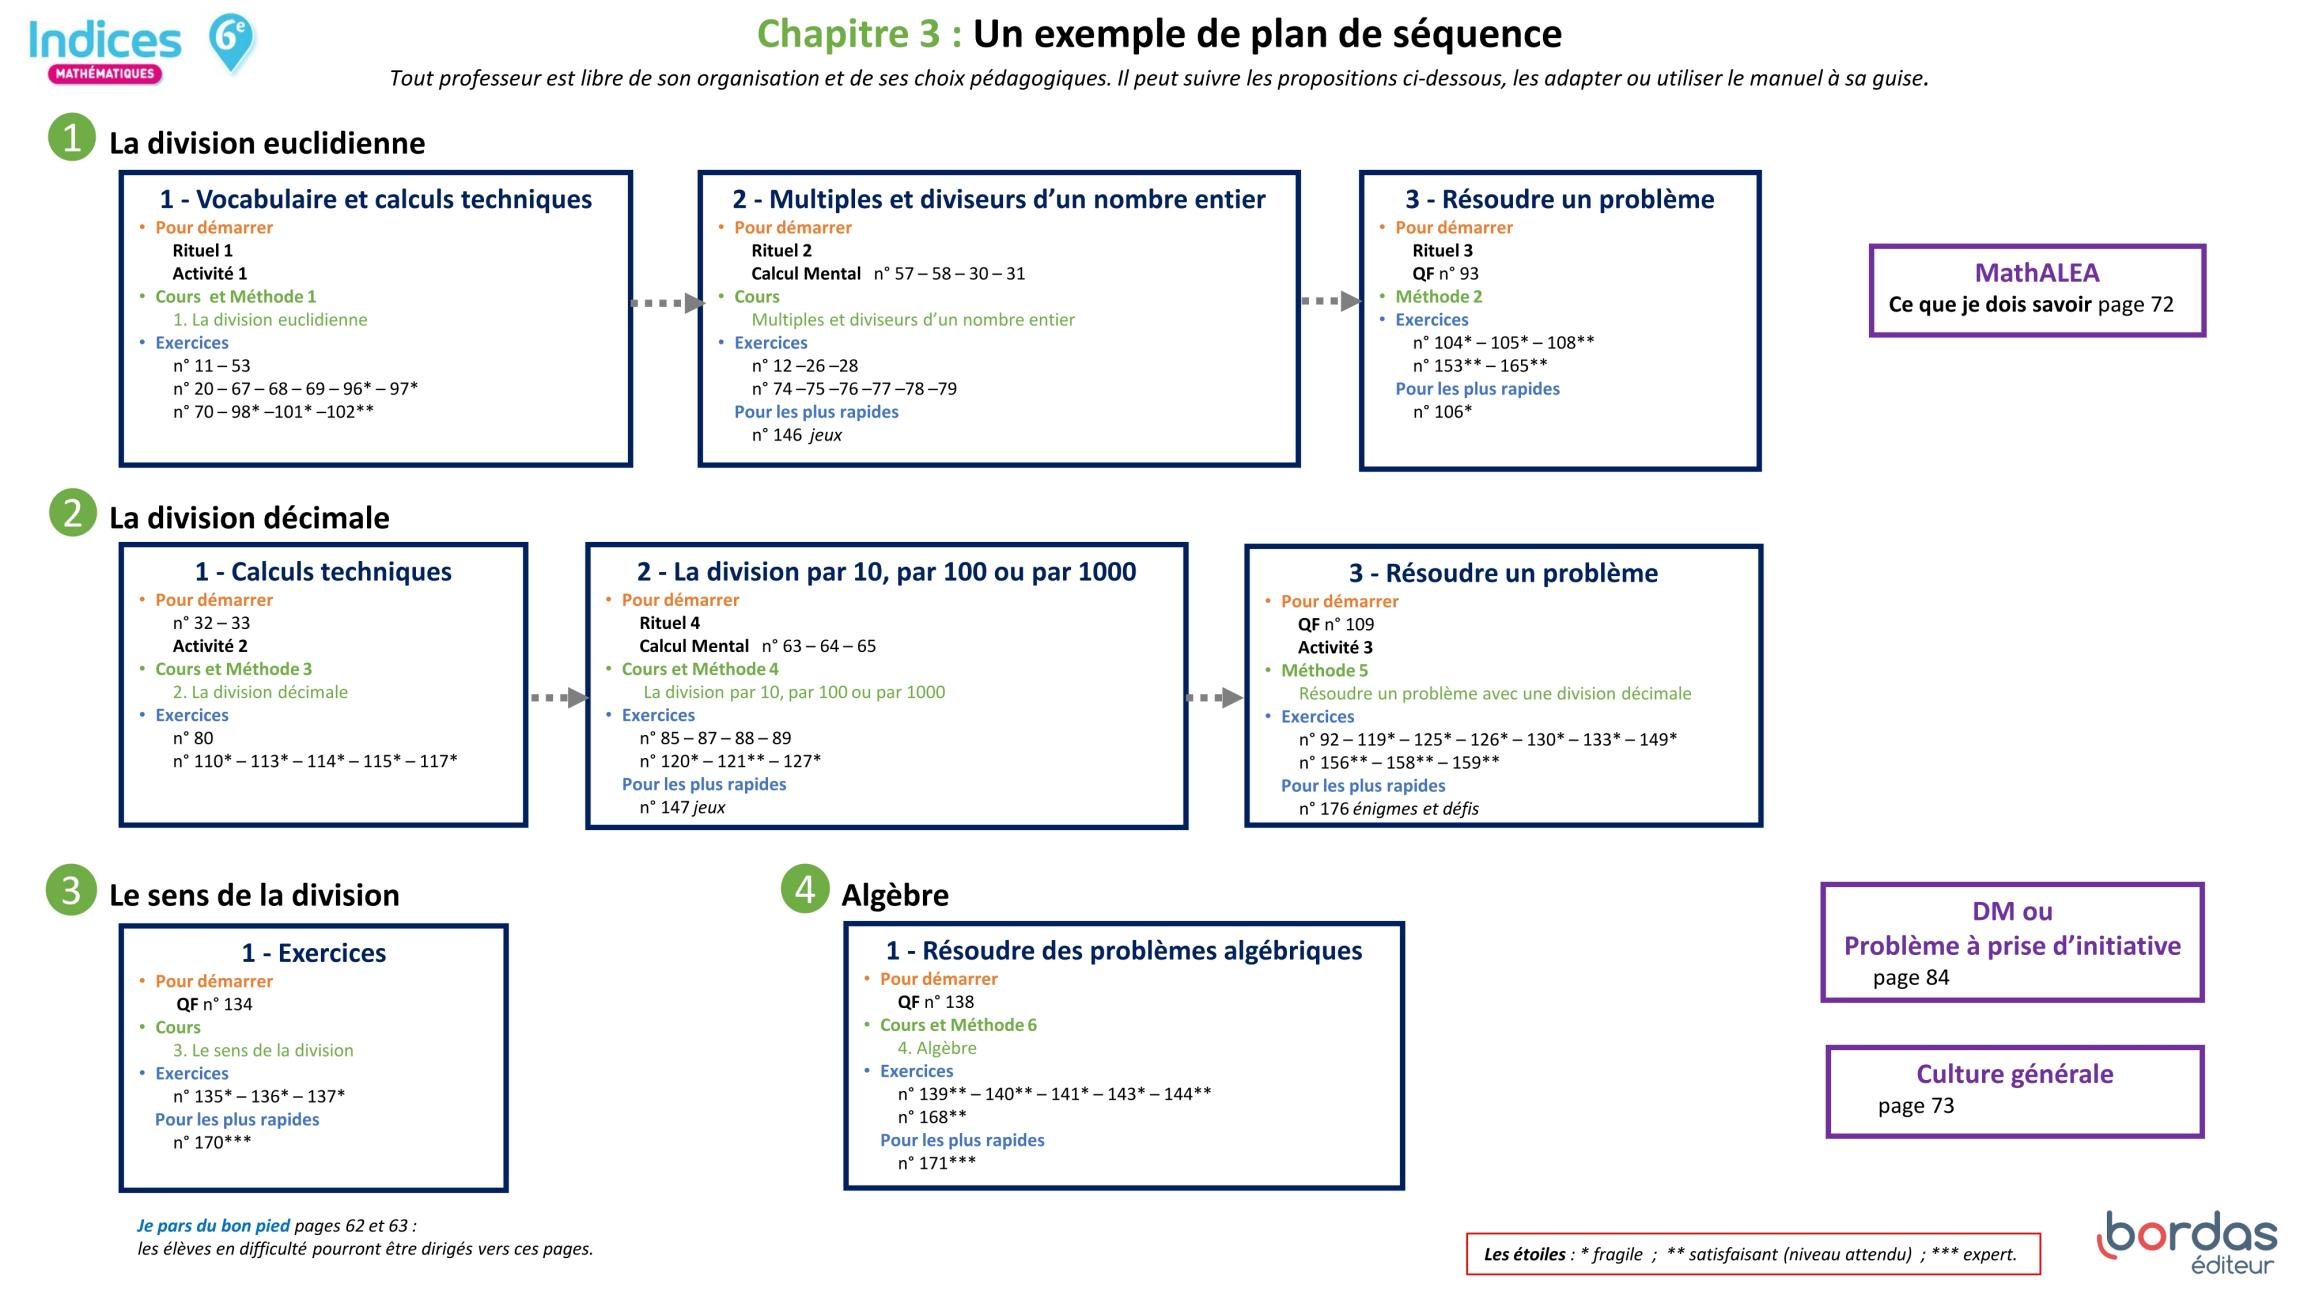 Indices
MATHÉMATIQUES
6e
Chapitre 3 : Un exemple de plan de séquence
Tout professeur est libre de son organisation et de ses choix pédagogiques. Il peut suivre les propositions ci-dessous, les adapter ou utiliser le manuel à sa guise.
1 La division euclidienne
1 - Vocabulaire et calculs techniques
• Pour démarrer
Rituel 1
Activité 1
• Cours et Méthode 1
1. La division euclidienne
• Exercices
n° 11 – 53
n° 20 – 67 – 68 – 69 – 96* – 97*
n° 70 – 98* –101* –102**
2 - Multiples et diviseurs d’un nombre entier
• Pour démarrer
Rituel 2
Calcul Mental n° 57 – 58 – 30 – 31
• Cours
Multiples et diviseurs d’un nombre entier
• Exercices
n° 12 –26 –28
n° 74 –75 –76 –77 –78 –79
Pour les plus rapides
n° 146 jeux
3 - Résoudre un problème
• Pour démarrer
Rituel 3
QF n° 93
• Méthode 2
• Exercices
n° 104* – 105* – 108**
n° 153** – 165**
Pour les plus rapides
n° 106*
MathALEA
Ce que je dois savoir page 72
2 La division décimale
1 - Calculs techniques
• Pour démarrer
n° 32 – 33
Activité 2
• Cours et Méthode 3
2. La division décimale
• Exercices
n° 80
n° 110* – 113* – 114* – 115* – 117*
2 - La division par 10, par 100 ou par 1000
• Pour démarrer
Rituel 4
Calcul Mental n° 63 – 64 – 65
• Cours et Méthode 4
La division par 10, par 100 ou par 1000
• Exercices
n° 85 – 87 – 88 – 89
n° 120* – 121** – 127*
Pour les plus rapides
n° 147 jeux
3 - Résoudre un problème
• Pour démarrer
QF n° 109
Activité 3
• Méthode 5
Résoudre un problème avec une division décimale
• Exercices
n° 92 – 119* – 125* – 126* – 130* – 133* – 149*
n° 156** – 158** – 159**
Pour les plus rapides
n° 176 énigmes et défis
3 Le sens de la division
1 - Exercices
• Pour démarrer
QF n° 134
• Cours
3. Le sens de la division
• Exercices
n° 135* – 136* – 137*
Pour les plus rapides
n° 170***
4 Algèbre
1 - Résoudre des problèmes algébriques
• Pour démarrer
QF n° 138
• Cours et Méthode 6
4. Algèbre
• Exercices
n° 139** – 140** – 141* – 143* – 144**
n° 168**
Pour les plus rapides
n° 171***
DM ou
Problème à prise d’initiative
page 84
Culture générale
page 73
Je pars du bon pied pages 62 et 63 :
les élèves en difficulté pourront être dirigés vers ces pages.
Les étoiles : * fragile ; ** satisfaisant (niveau attendu) ; *** expert.
bordas
éditeur